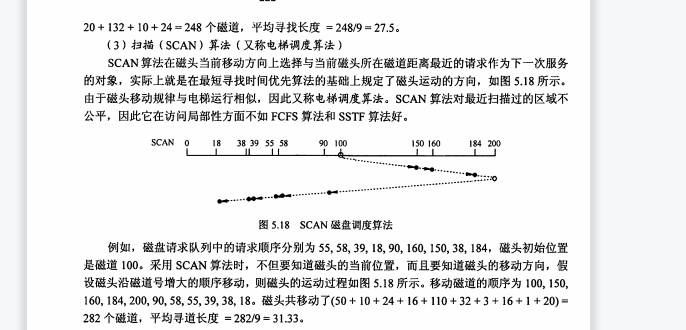 20 + 132 + 10 + 24 = 248 个磁道，平均寻找长度 = 248/9 = 27.5。
（3）扫描（SCAN）算法（又称电梯调度算法）
SCAN 算法在磁头当前移动方向上选择与当前磁头所在磁道距离最近的请求作为下一次服务
的对象，实际上就是在最短寻找时间优先算法的基础上规定了磁头运动的方向，如图 5.18 所示。
由于磁头移动规律与电梯运行相似，因此又称电梯调度算法。SCAN 算法对最近扫描过的区域不
公平，因此它在访问局部性方面不如 FCFS 算法和 SSTF 算法好。
SCAN 0 18 38 39 55 58 90 100 150 160 184 200
图 5.18 SCAN 磁盘调度算法
例如，磁盘请求队列中的请求顺序分别为 55, 58, 39, 18, 90, 160, 150, 38, 184，磁头初始位置
是磁道 100。采用 SCAN 算法时，不但要知道磁头的当前位置，而且要知道磁头的移动方向，假
设磁头沿磁道号增大的顺序移动，则磁头的运动过程如图 5.18 所示。移动磁道的顺序为 100, 150,
160, 184, 200, 90, 58, 55, 39, 38, 18。磁头共移动了(50 + 10 + 24 + 16 + 110 + 32 + 3 + 16 + 1 + 20) =
282 个磁道，平均寻道长度 = 282/9 = 31.33。